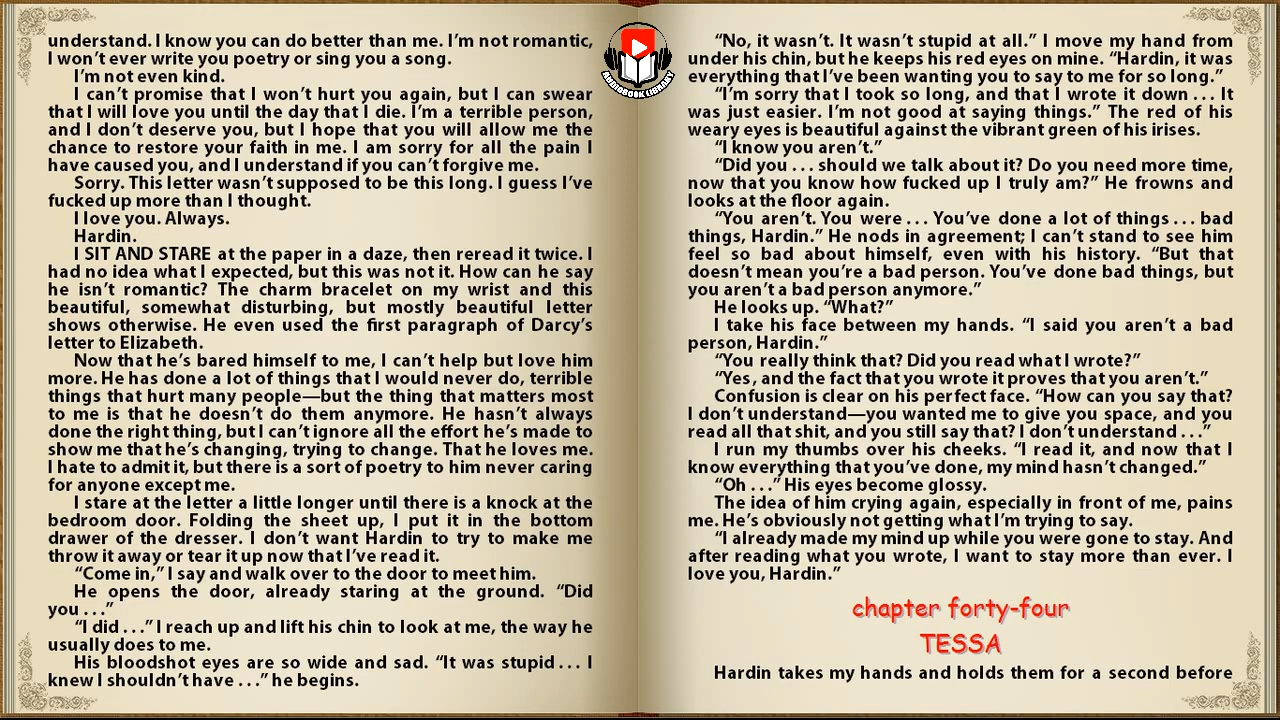 understand. I know you can do better than me. I’m not romantic,
I won’t ever write you poetry or sing you a song.
I’m not even kind.
I can’t promise that I won’t hurt you again, but I can swear
that I will love you until the day that I die. I’m a terrible person,
and I don’t deserve you, but I hope that you will allow me the
chance to restore your faith in me. I am sorry for all the pain I
have caused you, and I understand if you can’t forgive me.
Sorry. This letter wasn’t supposed to be this long. I guess I’ve
fucked up more than I thought.
I love you. Always.
Hardin.
I SIT AND STARE at the paper in a daze, then reread it twice. I
had no idea what I expected, but this was not it. How can he say
he isn’t romantic? The charm bracelet on my wrist and this
beautiful, somewhat disturbing, but mostly beautiful letter
shows otherwise. He even used the first paragraph of Darcy’s
letter to Elizabeth.
Now that he’s bared himself to me, I can’t help but love him
more. He has done a lot of things that I would never do, terrible
things that hurt many people—but the thing that matters most
to me is that he doesn’t do them anymore. He hasn’t always
done the right thing, but I can’t ignore all the effort he’s made to
show me that he’s changing, trying to change. That he loves me.
I hate to admit it, but there is a sort of poetry to him never caring
for anyone except me.
I stare at the letter a little longer until there is a knock at the
bedroom door. Folding the sheet up, I put it in the bottom
drawer of the dresser. I don’t want Hardin to try to make me
throw it away or tear it up now that I’ve read it.
“Come in,” I say and walk over to the door to meet him.
He opens the door, already staring at the ground. “Did
you . . .”
“I did . . .” I reach up and lift his chin to look at me, the way he
usually does to me.
His bloodshot eyes are so wide and sad. “It was stupid . . . I
knew I shouldn’t have . . .” he begins.
AUDIOBOOK LIBRARY
“No, it wasn’t. It wasn’t stupid at all.” I move my hand from
under his chin, but he keeps his red eyes on mine. “Hardin, it was
everything that I’ve been wanting you to say to me for so long.”
“I’m sorry that I took so long, and that I wrote it down . . . It
was just easier. I’m not good at saying things.” The red of his
weary eyes is beautiful against the vibrant green of his irises.
“I know you aren’t.”
“Did you . . . should we talk about it? Do you need more time,
now that you know how fucked up I truly am?” He frowns and
looks at the floor again.
“You aren’t. You were . . . You’ve done a lot of things . . . bad
things, Hardin.” He nods in agreement; I can’t stand to see him
feel so bad about himself, even with his history. “But that
doesn’t mean you’re a bad person. You’ve done bad things, but
you aren’t a bad person anymore.”
He looks up. “What?”
I take his face between my hands. “I said you aren’t a bad
person, Hardin.”
“You really think that? Did you read what I wrote?”
“Yes, and the fact that you wrote it proves that you aren’t.”
Confusion is clear on his perfect face. “How can you say that?
I don’t understand—you wanted me to give you space, and you
read all that shit, and you still say that? I don’t understand . . .”
I run my thumbs over his cheeks. “I read it, and now that I
know everything that you’ve done, my mind hasn’t changed.”
“Oh . . .” His eyes become glossy.
The idea of him crying again, especially in front of me, pains
me. He’s obviously not getting what I’m trying to say.
“I already made my mind up while you were gone to stay. And
after reading what you wrote, I want to stay more than ever. I
love you, Hardin.”
chapter forty-four
TESSA
Hardin takes my hands and holds them for a second before